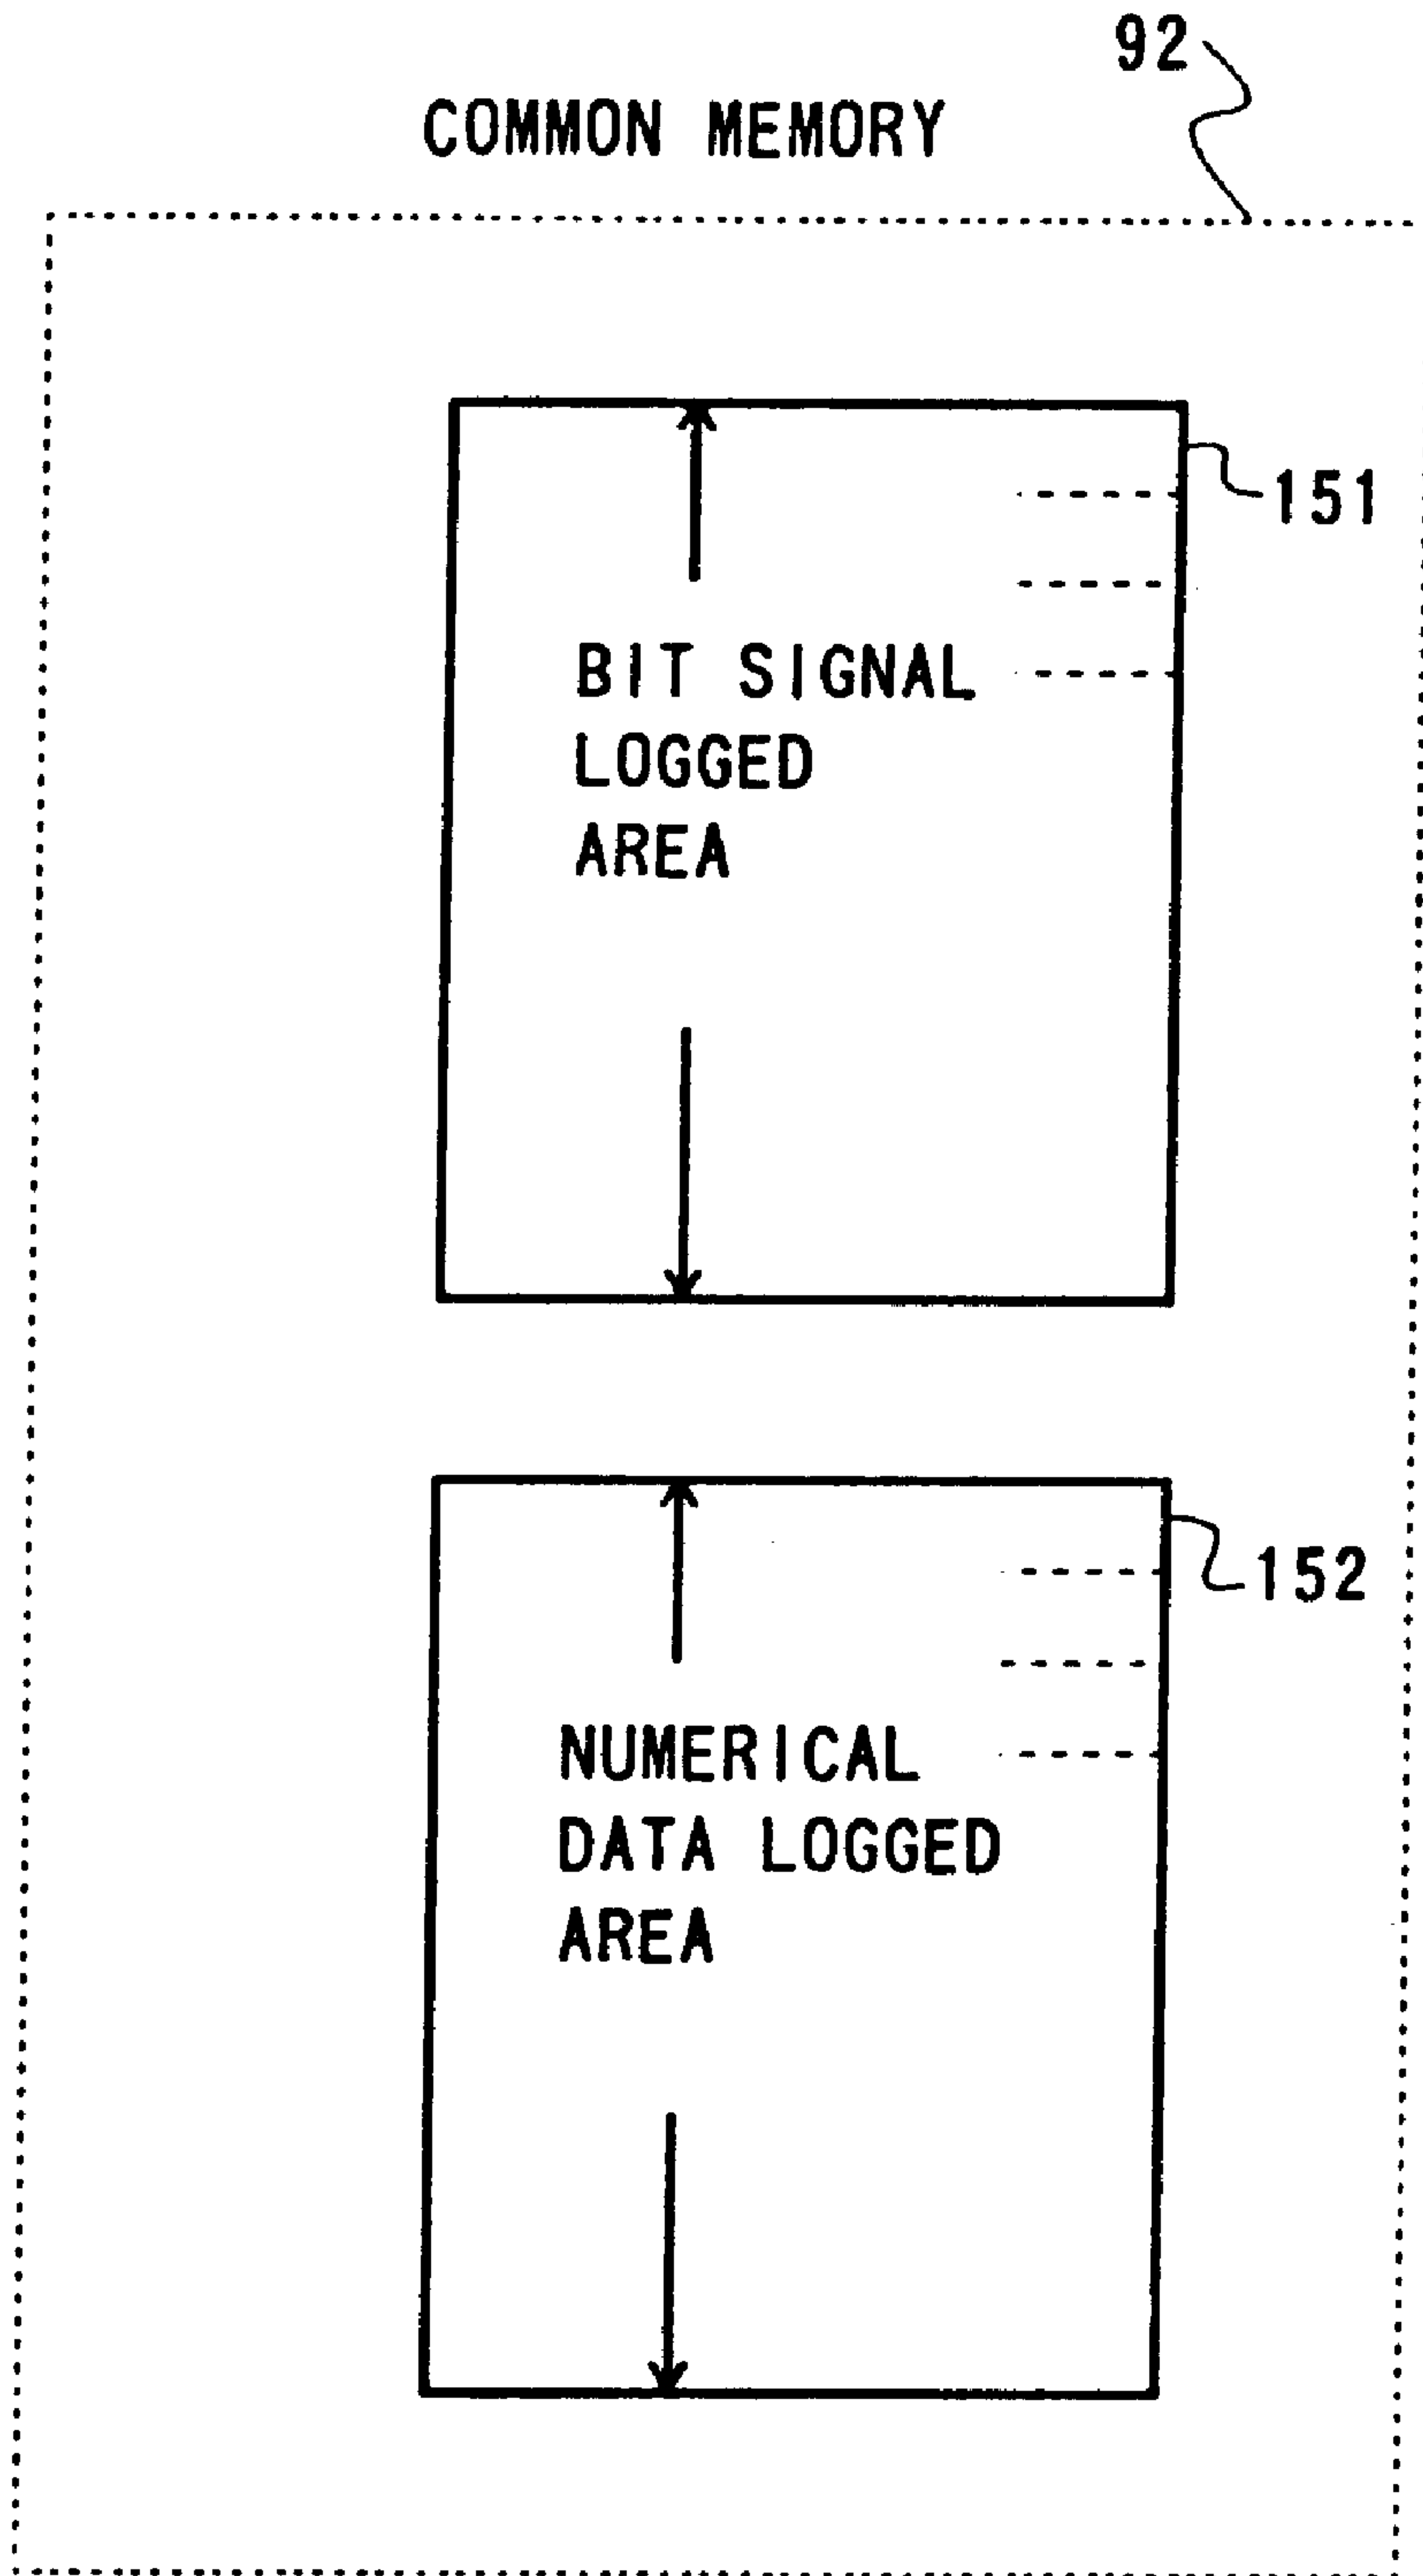 92
COMMON MEMORY
151
BIT SIGNAL
LOGGED
AREA
152
NUMERICAL
DATA LOGGED
AREA